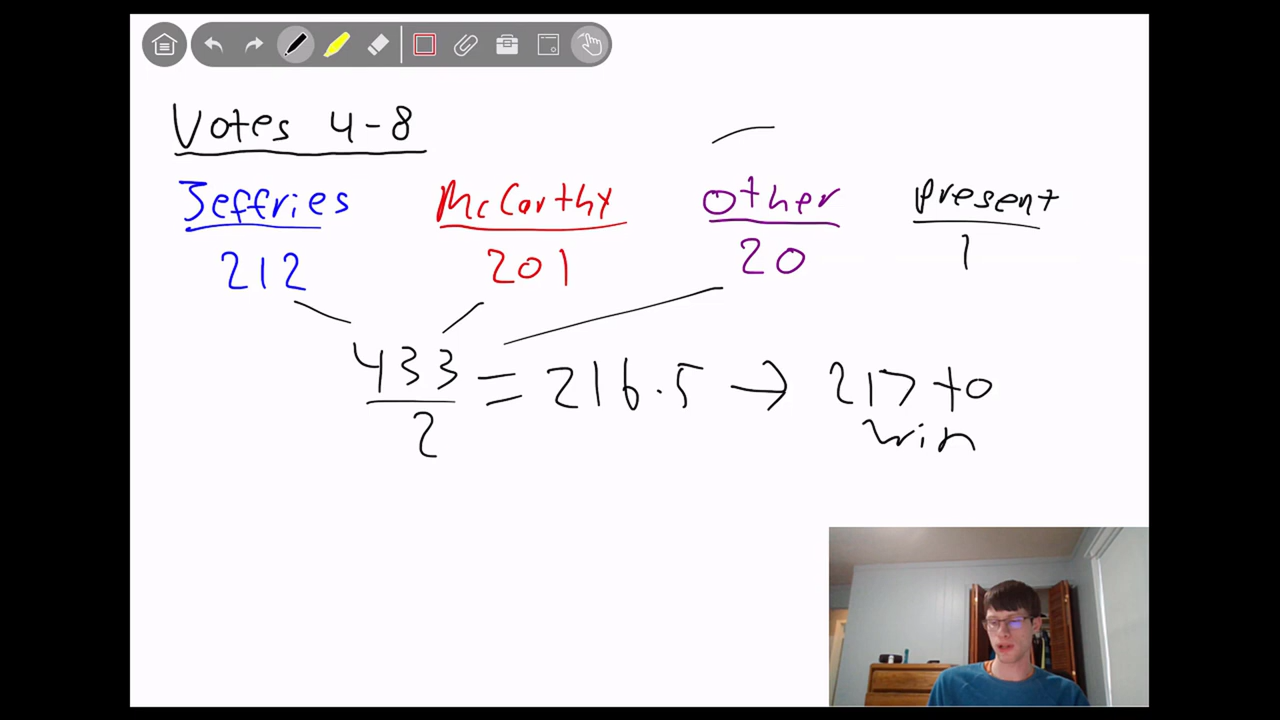 Votes 4-8
Jeffries McCarthy Other Present
212 201 20 1
433 = 216.5 → 217 to
2 win